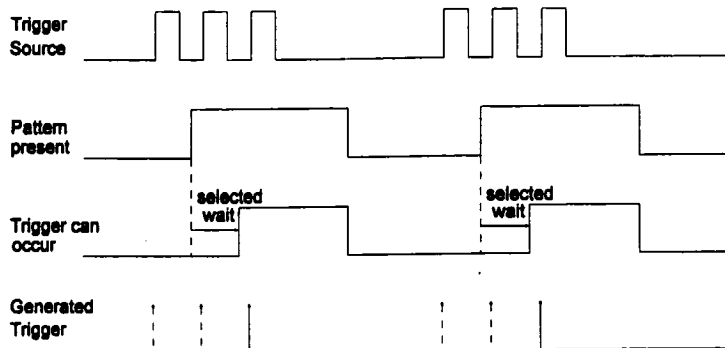 Trigger
Source
Pattern
present
selected
wait
selected
wait
Trigger can
occur
Generated
Trigger